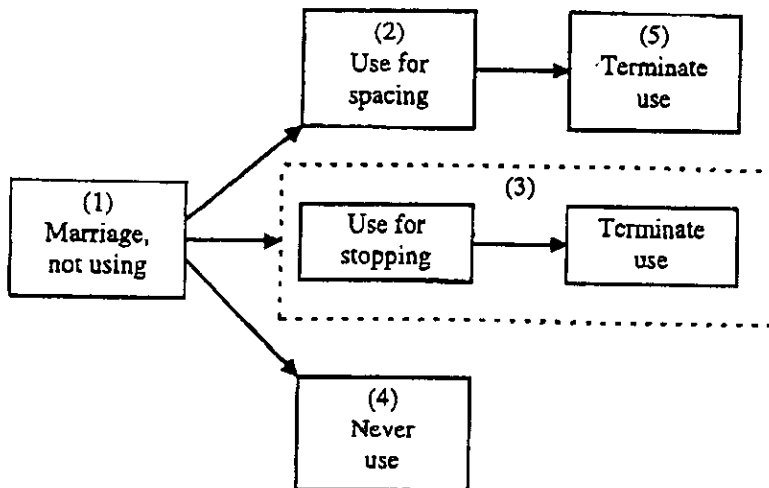 (2)
Use for
spacing
(5)
Terminate
use
(1)
Marriage,
not using
(3)
Use for
stopping
Terminate
use
(4)
Never
use